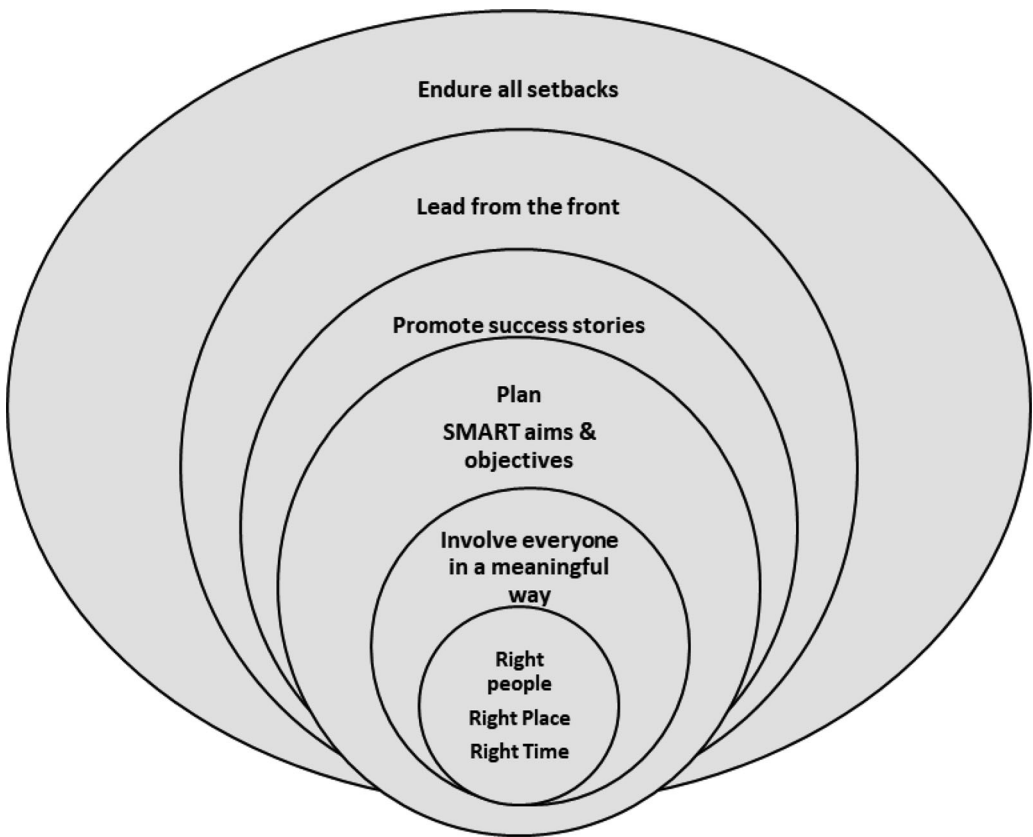 Endure all setbacks
Lead from the front
Promote success stories
Plan
SMART aims &
objectives
Involve everyone
in a meaningful
way
Right
people
Right Place
Right Time